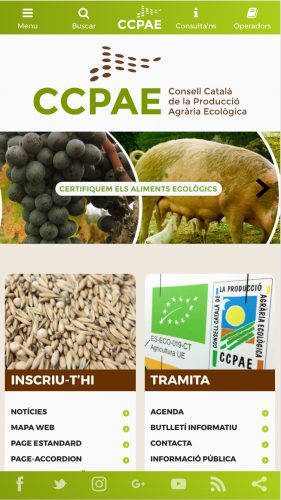 Menu
Buscar
CCPAE
Consulta'ns
Operadors
CCPAE
Consell Català
de la Producció
Agrària Ecològica
CERTIFIQUEM ELS ALIMENTS ECOLÒGICS
INSCRIU-T'HI
NOTÍCIES
MAPA WEB
PAGE ESTANDARD
PAGE-ACCORDION
ES-ECO-019-CT
Agricultura UE
CONSELL CATALÀ DE
LA PRODUCCIÓ
AGRÀRIA ECOLÒGICA
CCPAE
TRAMITA
AGENDA
BUTLLETÍ INFORMATIU
CONTACTA
INFORMACIÓ PÚBLICA